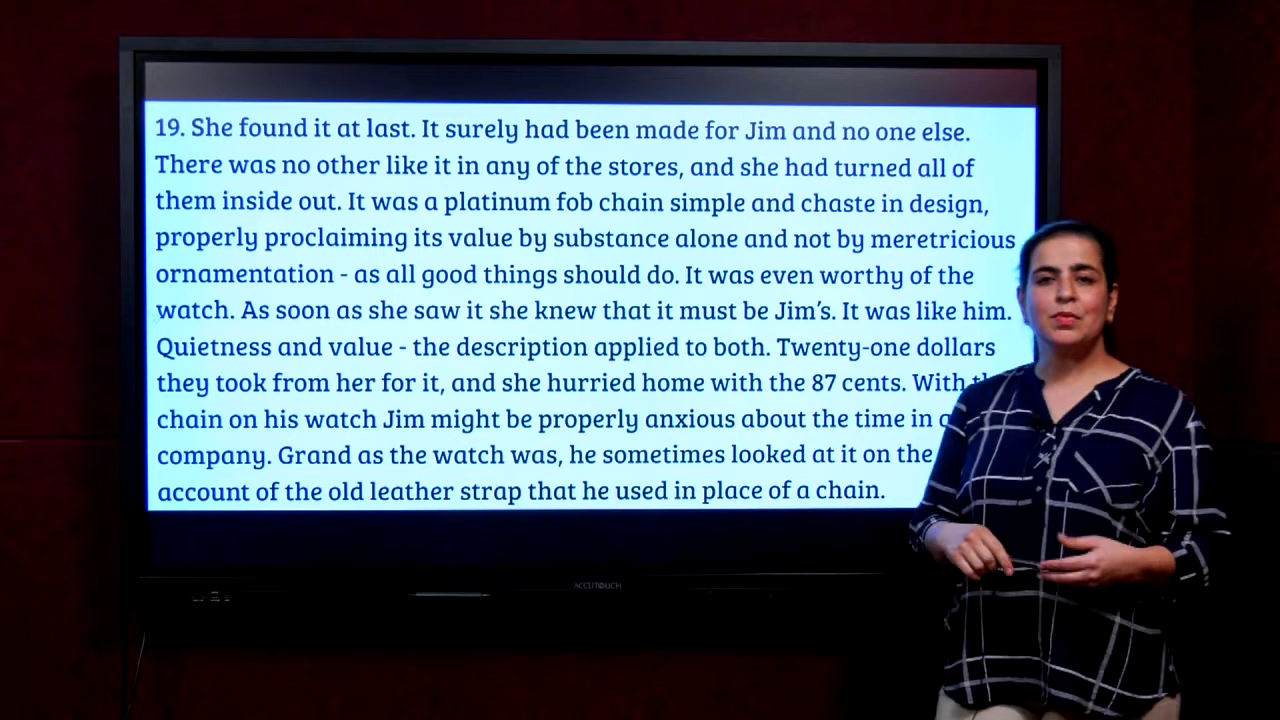 19. She found it at last. It surely had been made for Jim and no one else.
There was no other like it in any of the stores, and she had turned all of
them inside out. It was a platinum fob chain simple and chaste in design,
properly proclaiming its value by substance alone and not by meretricious
ornamentation - as all good things should do. It was even worthy of the
watch. As soon as she saw it she knew that it must be Jim’s. It was like him.
Quietness and value - the description applied to both. Twenty-one dollars
they took from her for it, and she hurried home with the 87 cents. With
chain on his watch Jim might be properly anxious about the time in
company. Grand as the watch was, he sometimes looked at it on the
account of the old leather strap that he used in place of a chain.
ACCUTOUCH